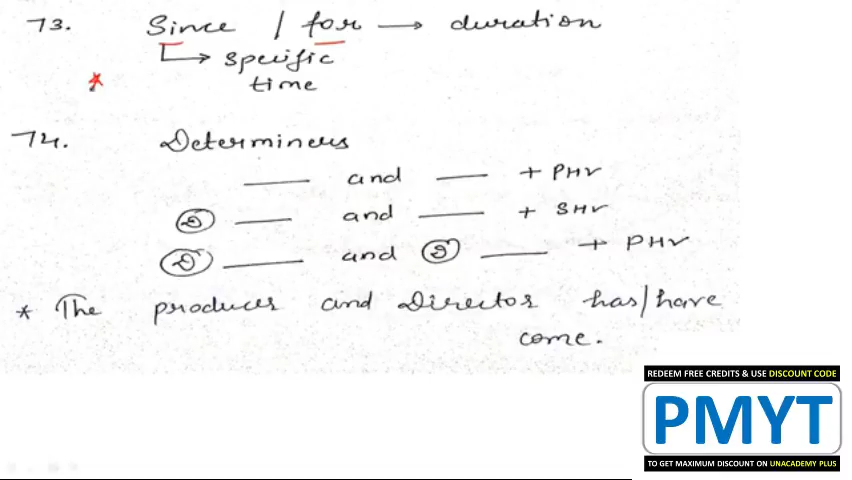 73. Since / for → duration
↳ specific
* time
74. Determiners
___ and ___ + PHV
(D) ___ and ___ + SHV
(D) ___ and (D) ___ + PHV
* The producer and Director has/have
come.
REDEEM FREE CREDITS & USE DISCOUNT CODE
PMYT
TO GET MAXIMUM DISCOUNT ON UNACADEMY PLUS